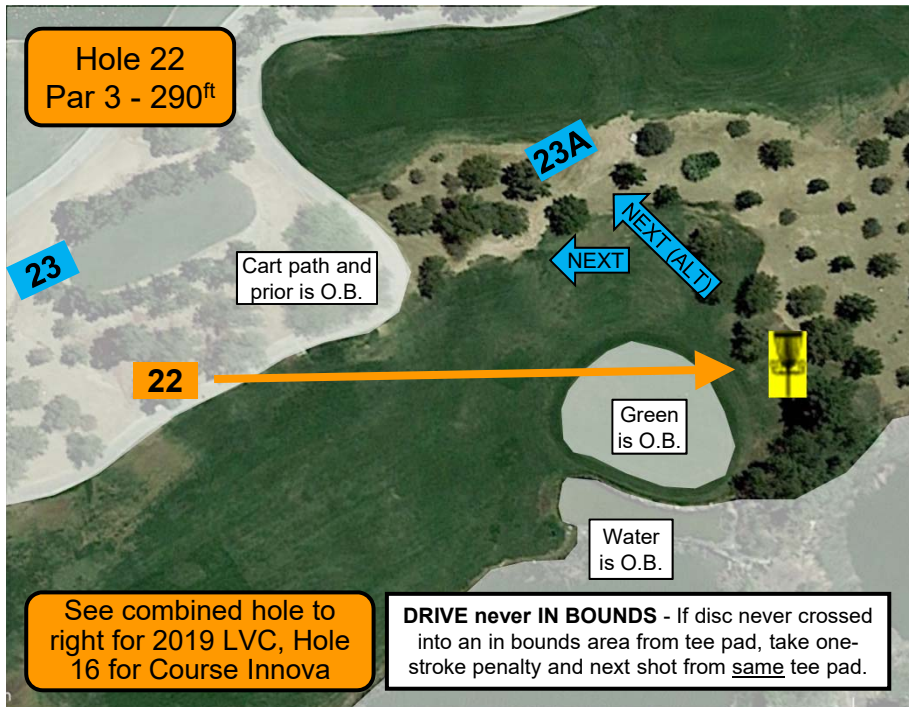 Hole 22
Par 3 - 290ft
23A
NEXT (ALT)
NEXT
23
Cart path and
prior is O.B.
22
Green
is O.B.
Water
is O.B.
See combined hole to
right for 2019 LVC, Hole
16 for Course Innova
DRIVE never IN BOUNDS - If disc never crossed
into an in bounds area from tee pad, take one-
stroke penalty and next shot from same tee pad.